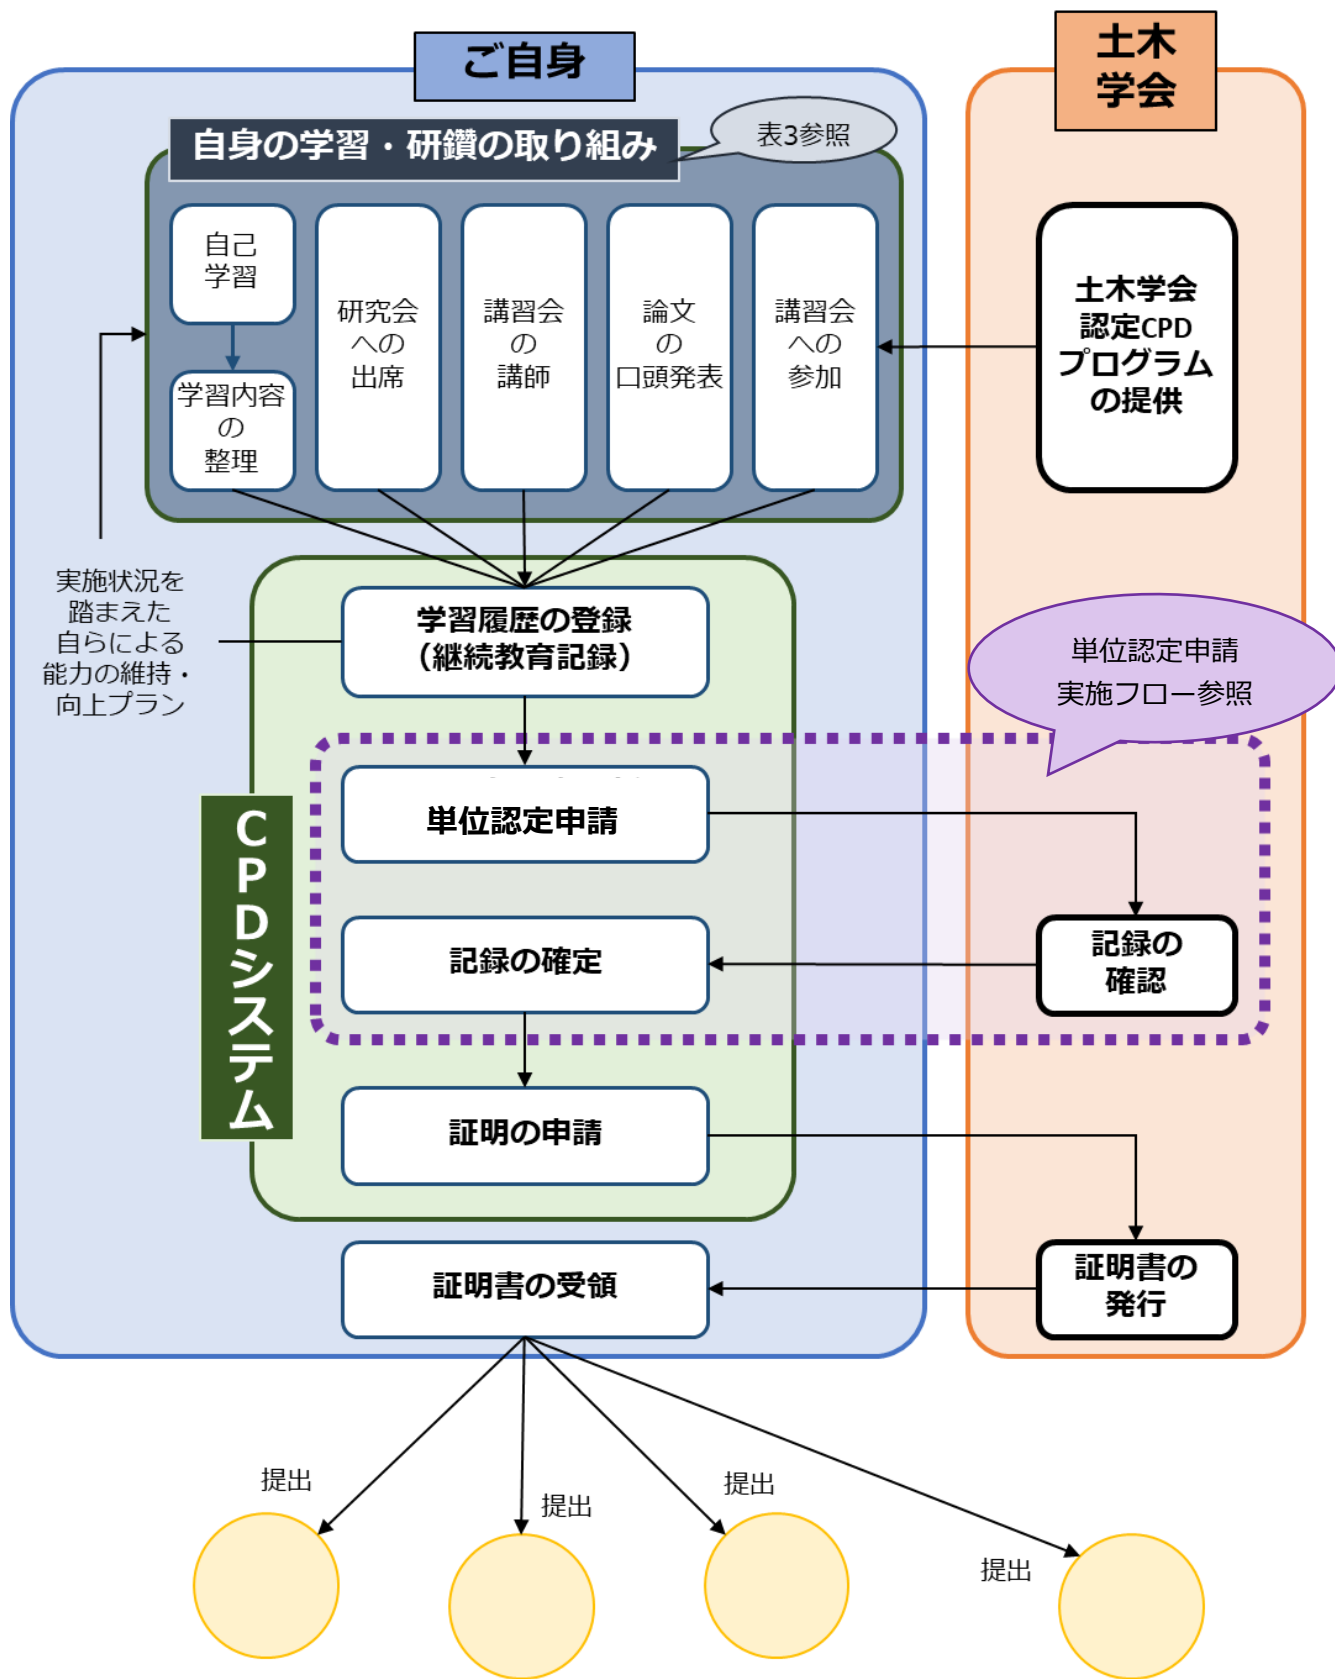 ご自身
土木
学会
自身の学習・研鑽の取り組み
表3参照
自己
学習
学習内容
の
整理
研究会
への
出席
講習会
の
講師
論文
の
口頭発表
講習会
への
参加
土木学会
認定CPD
プログラム
の提供
実施状況を
踏まえた
自らによる
能力の維持・
向上プラン
学習履歴の登録
（継続教育記録）
単位認定申請
実施フロー参照
CPDシステム
単位認定申請
記録の確定
記録の
確認
証明の申請
証明書の受領
証明書の
発行
提出
提出
提出
提出